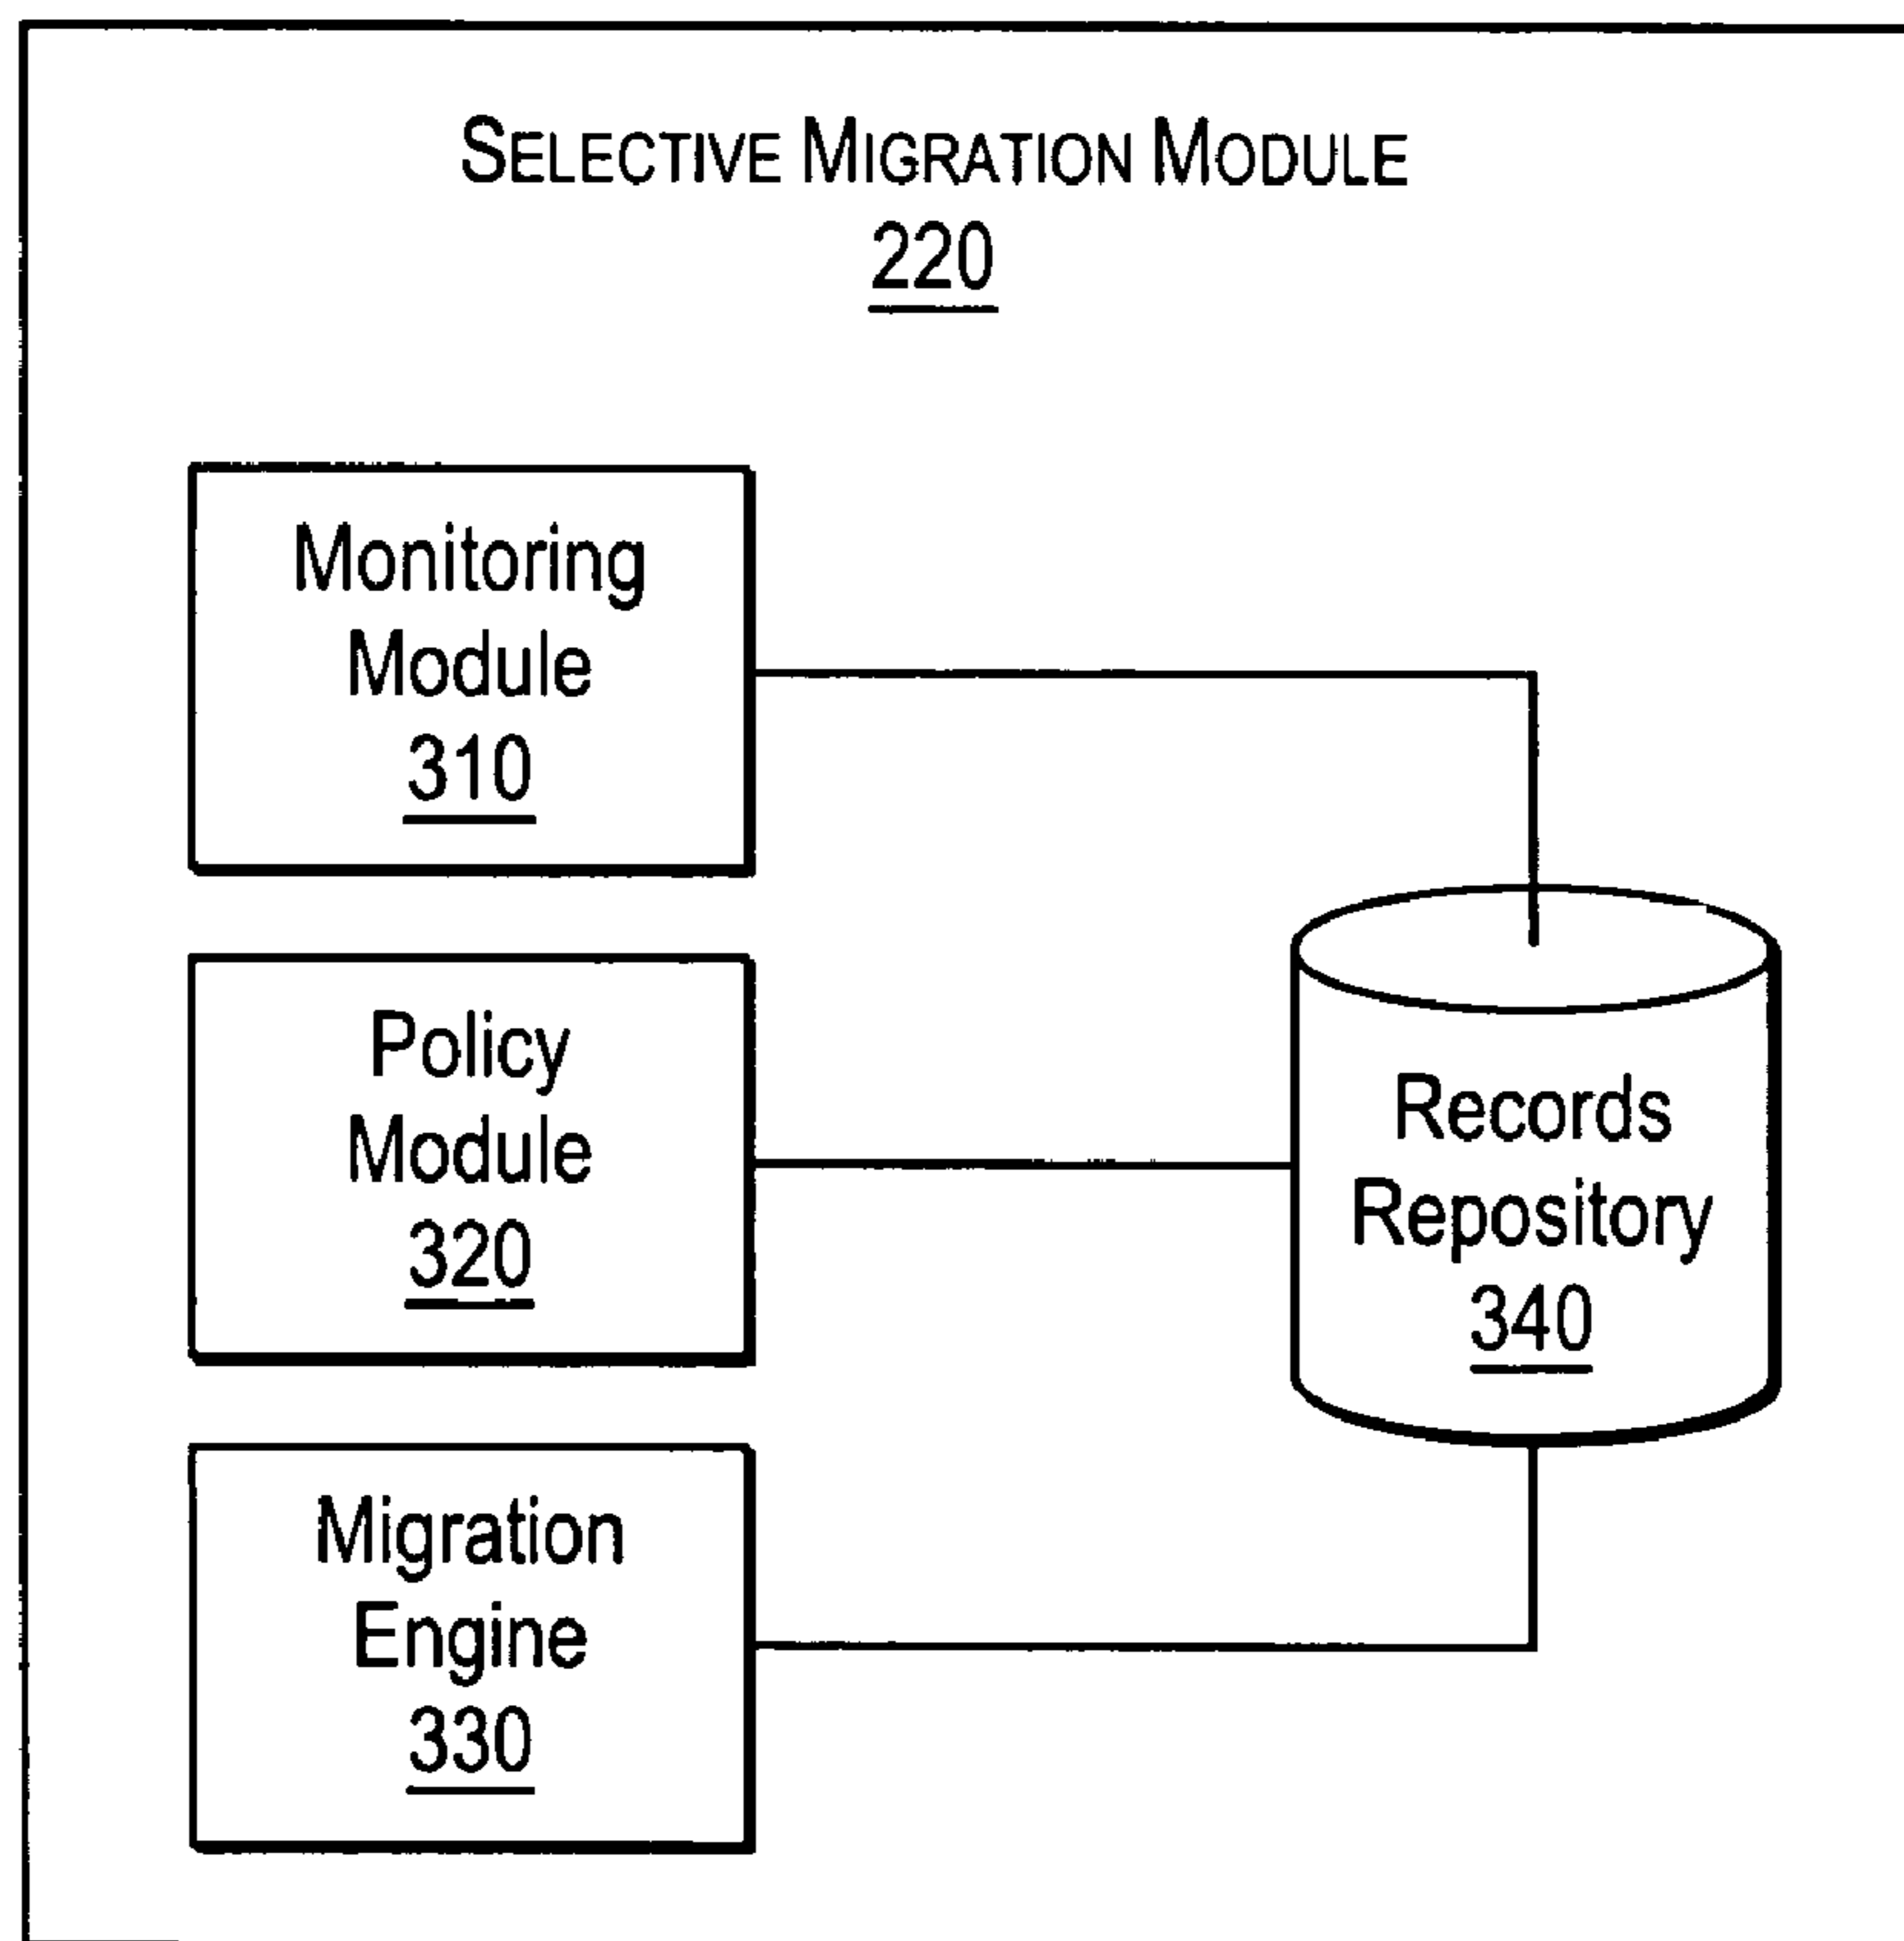 SELECTIVE MIGRATION MODULE
220
Monitoring
Module
310
Policy
Module
320
Migration
Engine
330
Records
Repository
340